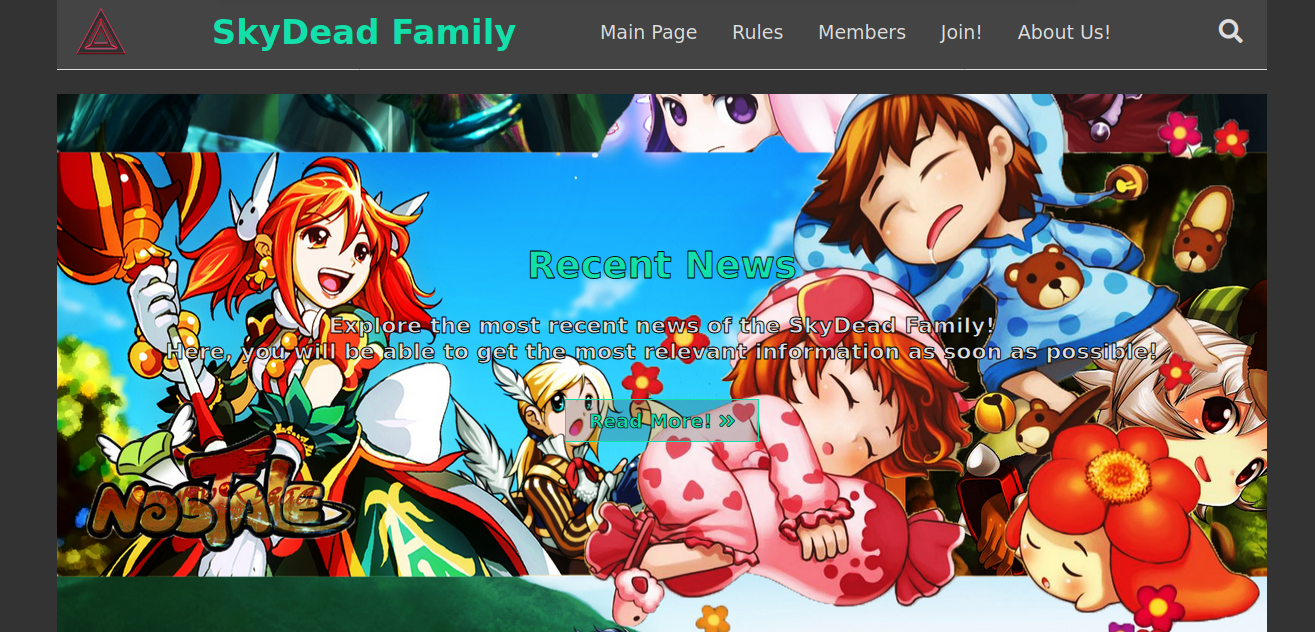 SkyDead Family
Main Page
Rules
Members
Join!
About Us!
Recent News
Explore the most recent news of the SkyDead Family!
Here, you will be able to get the most relevant information as soon as possible!
Read More! »
NosTale